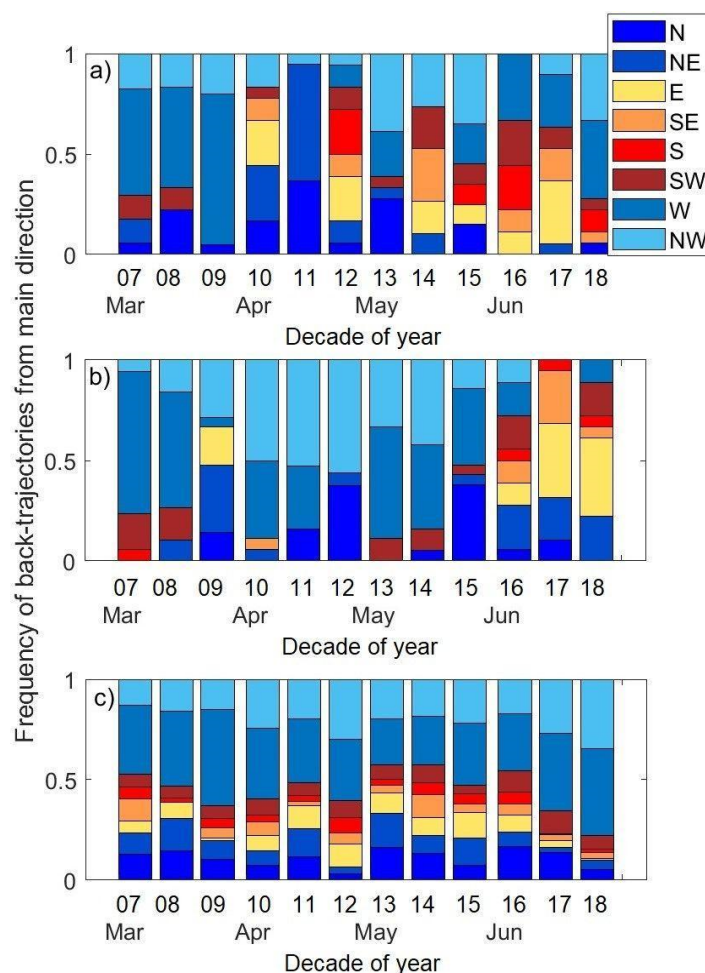 Frequency of back-trajectories from main direction
a)
1
0.5
0
07 08 09 10 11 12 13 14 15 16 17 18
Mar Apr May Jun
Decade of year
N
NE
E
SE
S
SW
W
NW
b)
1
0.5
0
07 08 09 10 11 12 13 14 15 16 17 18
Mar Apr May Jun
Decade of year
c)
1
0.5
0
07 08 09 10 11 12 13 14 15 16 17 18
Mar Apr May Jun
Decade of year